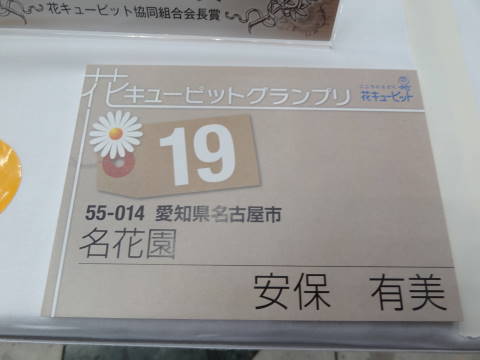 花キューピット協同組合会長賞
花キューピットグランプリ
花キューピット
19
55-014 愛知県名古屋市
名花園
安保 有美